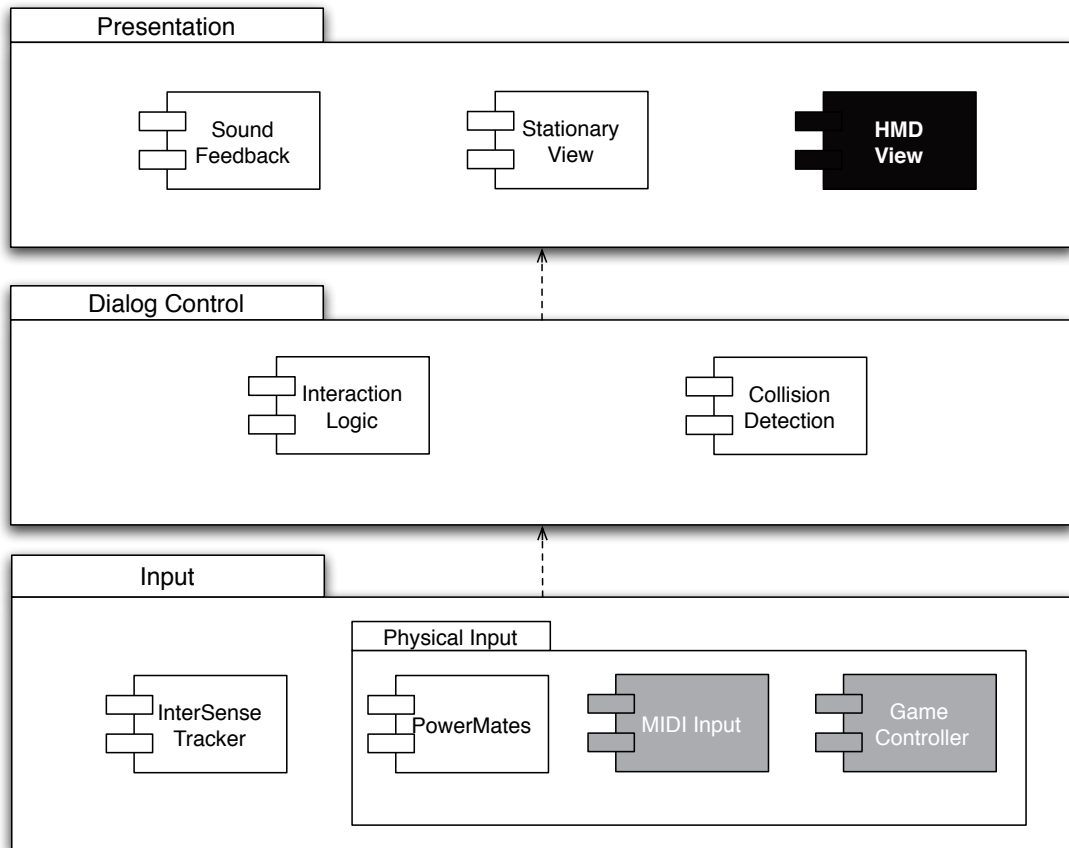 Presentation
Sound
Feedback
Stationary
View
HMD
View
Dialog Control
Interaction
Logic
Collision
Detection
Input
Physical Input
InterSense
Tracker
PowerMates
MIDI Input
Game
Controller